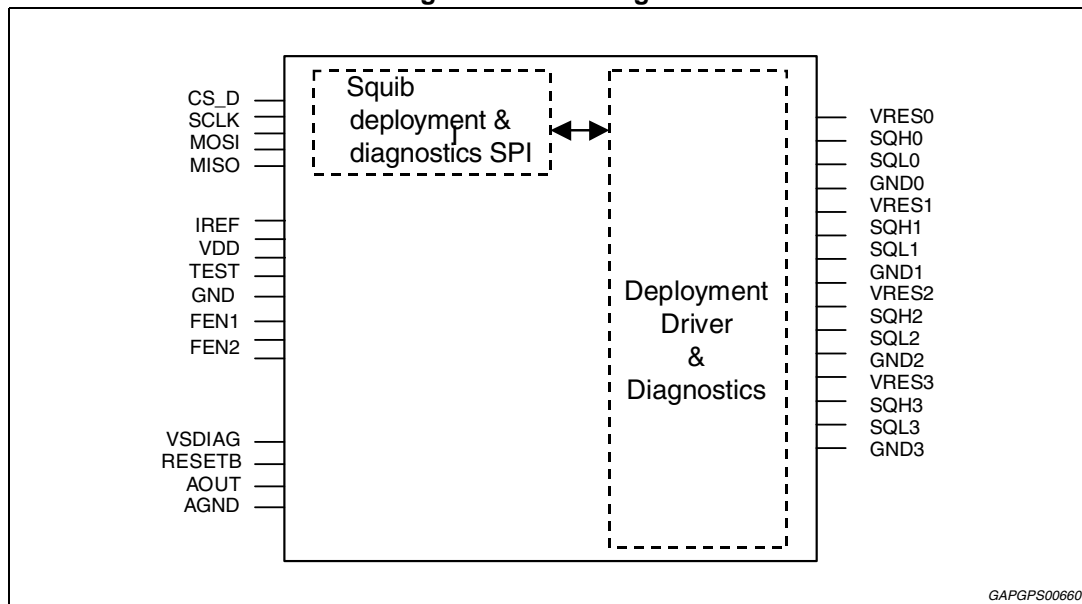 CS_D
SCLK
MOSI
MISO
IREF
VDD
TEST
GND
FEN1
FEN2
VSDIAG
RESETB
AOUT
AGND
Squib
deployment &
diagnostics SPI
Deployment
Driver
&
Diagnostics
VRES0
SQH0
SQL0
GND0
VRES1
SQH1
SQL1
GND1
VRES2
SQH2
SQL2
GND2
VRES3
SQH3
SQL3
GND3
GAPGPS00660